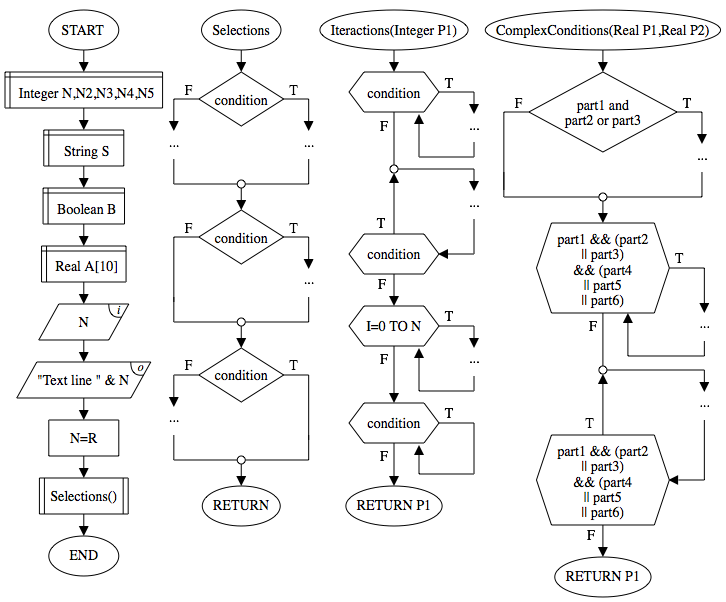 START
Integer N,N2,N3,N4,N5
String S
Boolean B
Real A[10]
N
i
"Text line " & N
o
N=R
Selections()
END
Selections
condition
F
T
...
...
condition
F
T
...
condition
F
T
...
RETURN
Iteractions(Integer P1)
condition
T
F
...
...
T
condition
F
I=0 TO N
T
F
...
condition
T
F
RETURN P1
ComplexConditions(Real P1,Real P2)
F
T
part1 and
part2 or part3
...
part1 && (part2
|| part3)
&& (part4
|| part5
|| part6)
T
...
F
...
T
part1 && (part2
|| part3)
&& (part4
|| part5
|| part6)
F
RETURN P1